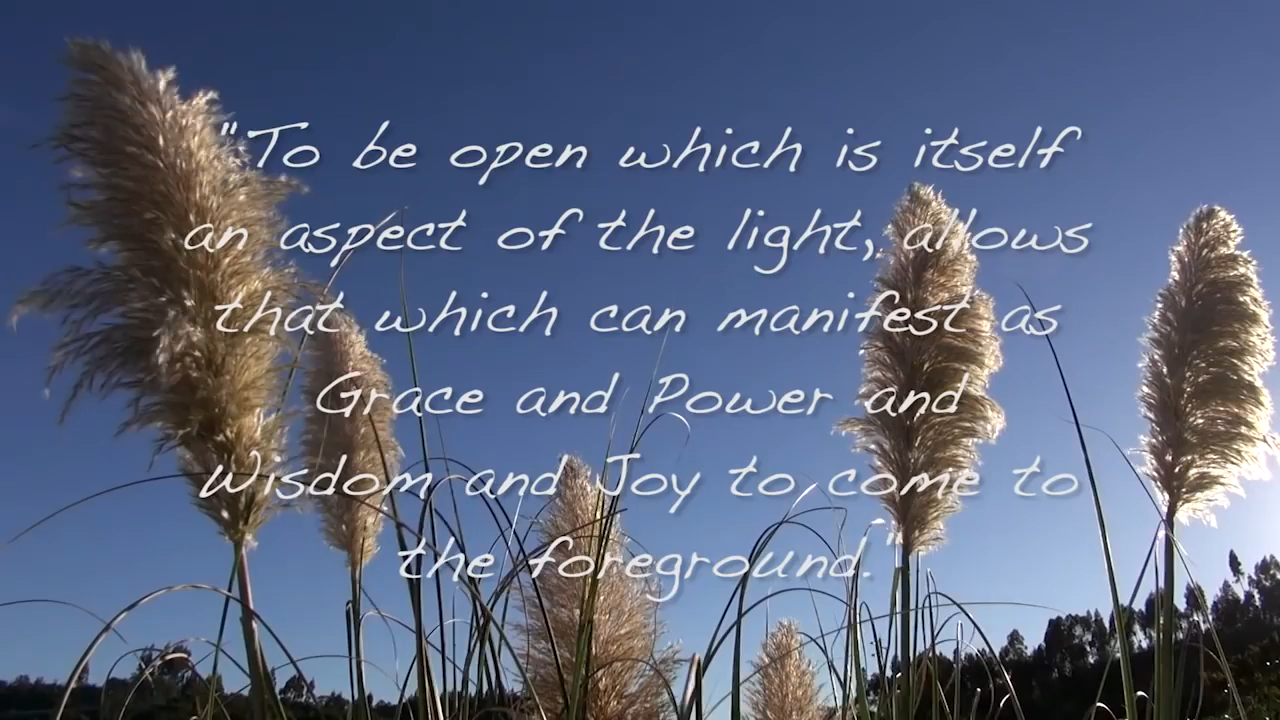 "To be open which is itself
an aspect of the light, allows
that which can manifest as
Grace and Power and
Wisdom and Joy to come to
the foreground."